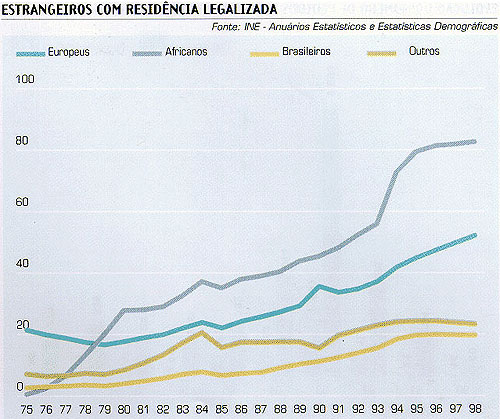 ESTRANGEIROS COM RESIDÊNCIA LEGALIZADA
Fonte: INE - Anuários Estatísticos e Estatísticas Demográficas
Europeus Africanos Brasileiros Outros
100
80
60
40
20
0
75 76 77 78 79 80 81 82 83 84 85 86 87 88 89 90 91 92 93 94 95 96 97 98